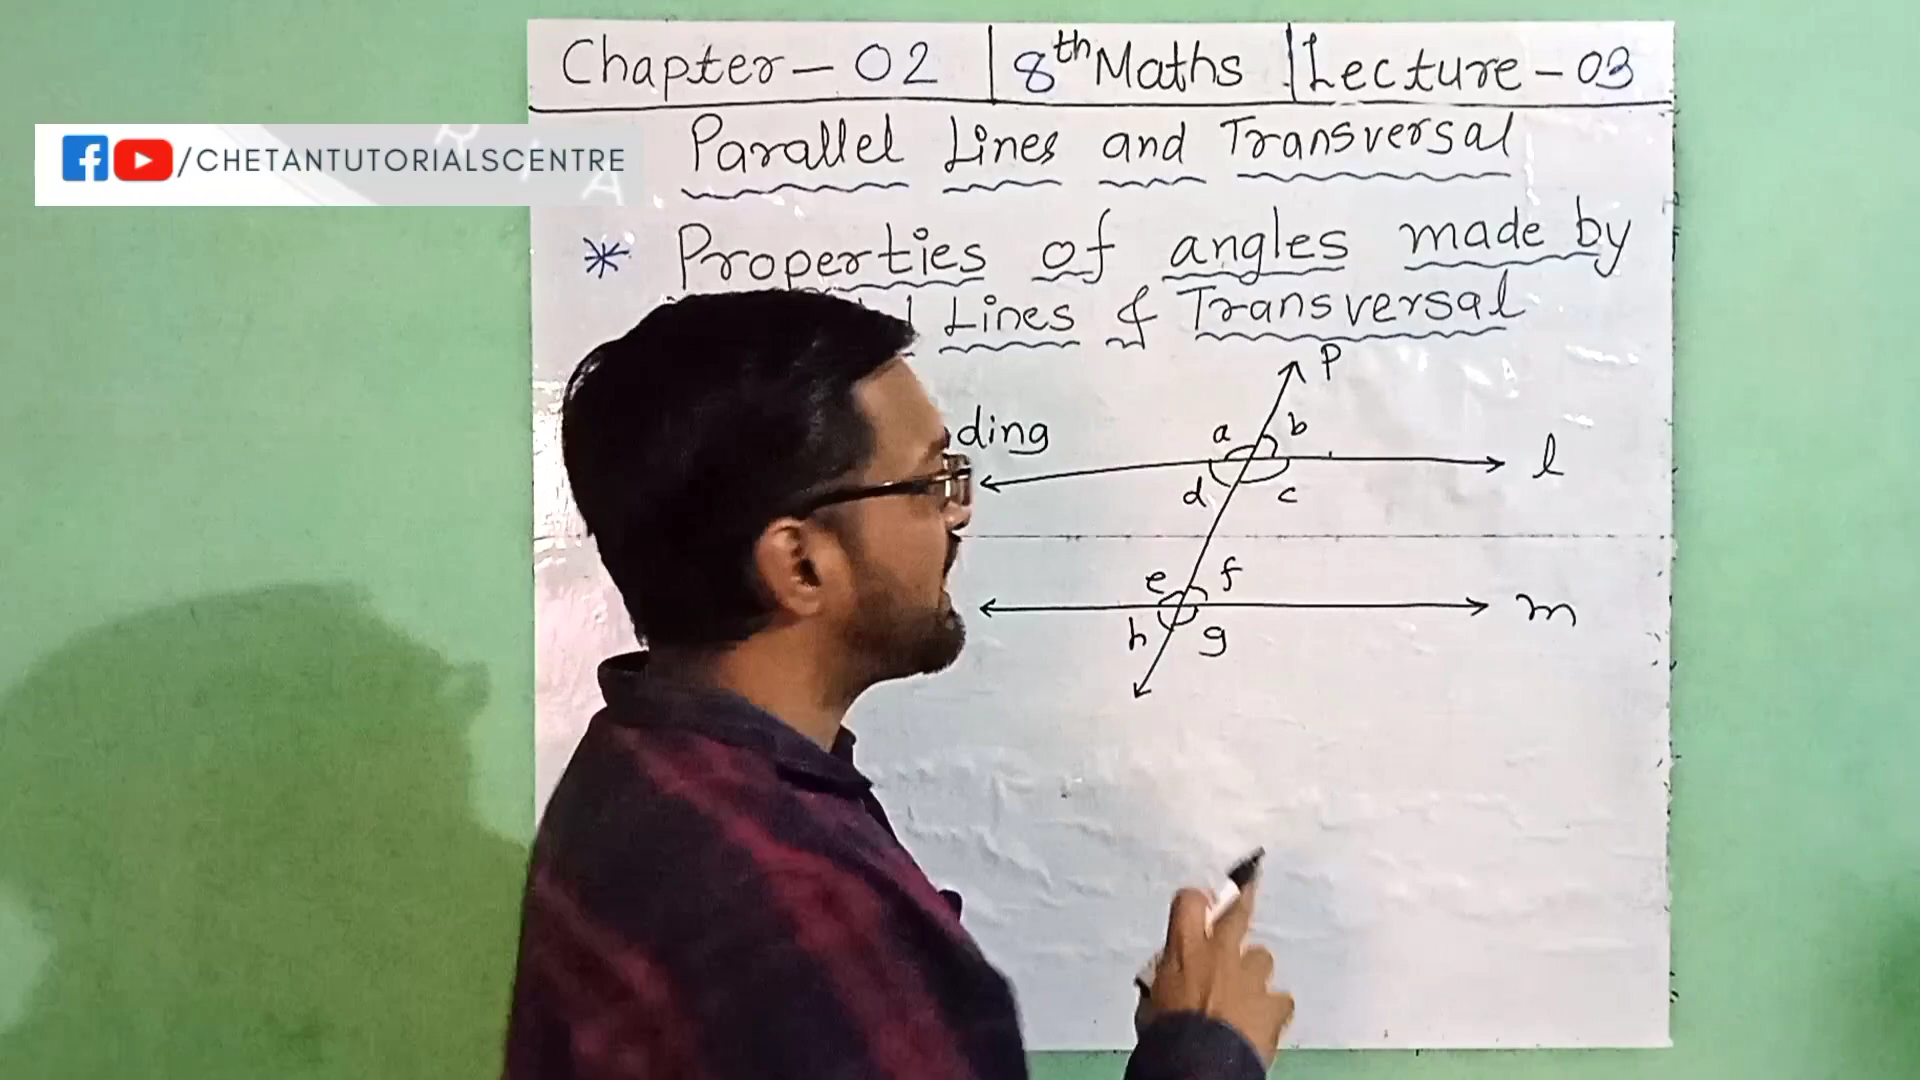 Chapter - 02 | 8th Maths | Lecture - 03
/CHETANTUTORIALSCENTRE
Parallel Lines and Transversal
* Properties of angles made by
Lines & Transversal
P
ding
a b
l
d c
e f
m
h g